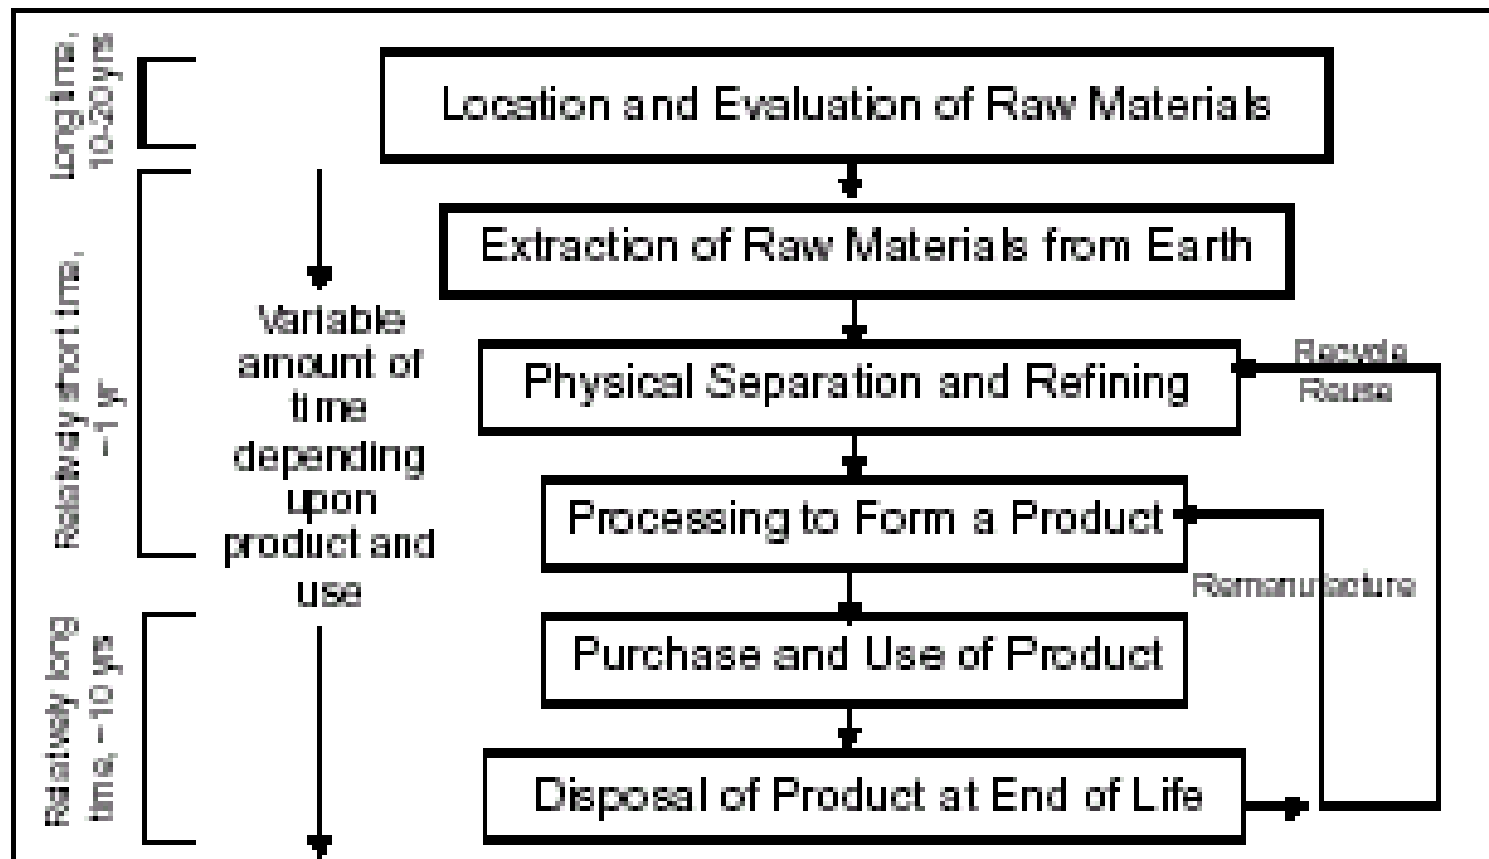 Long time,
10-20 yrs
Location and Evaluation of Raw Materials
Extraction of Raw Materials from Earth
Relatively short time,
~1 yr
Variable
amount of
time
depending
upon
product and
use
Physical Separation and Refining
Recycle
Reuse
Processing to Form a Product
Remanufacture
Purchase and Use of Product
Relatively long
time, ~10 yrs
Disposal of Product at End of Life